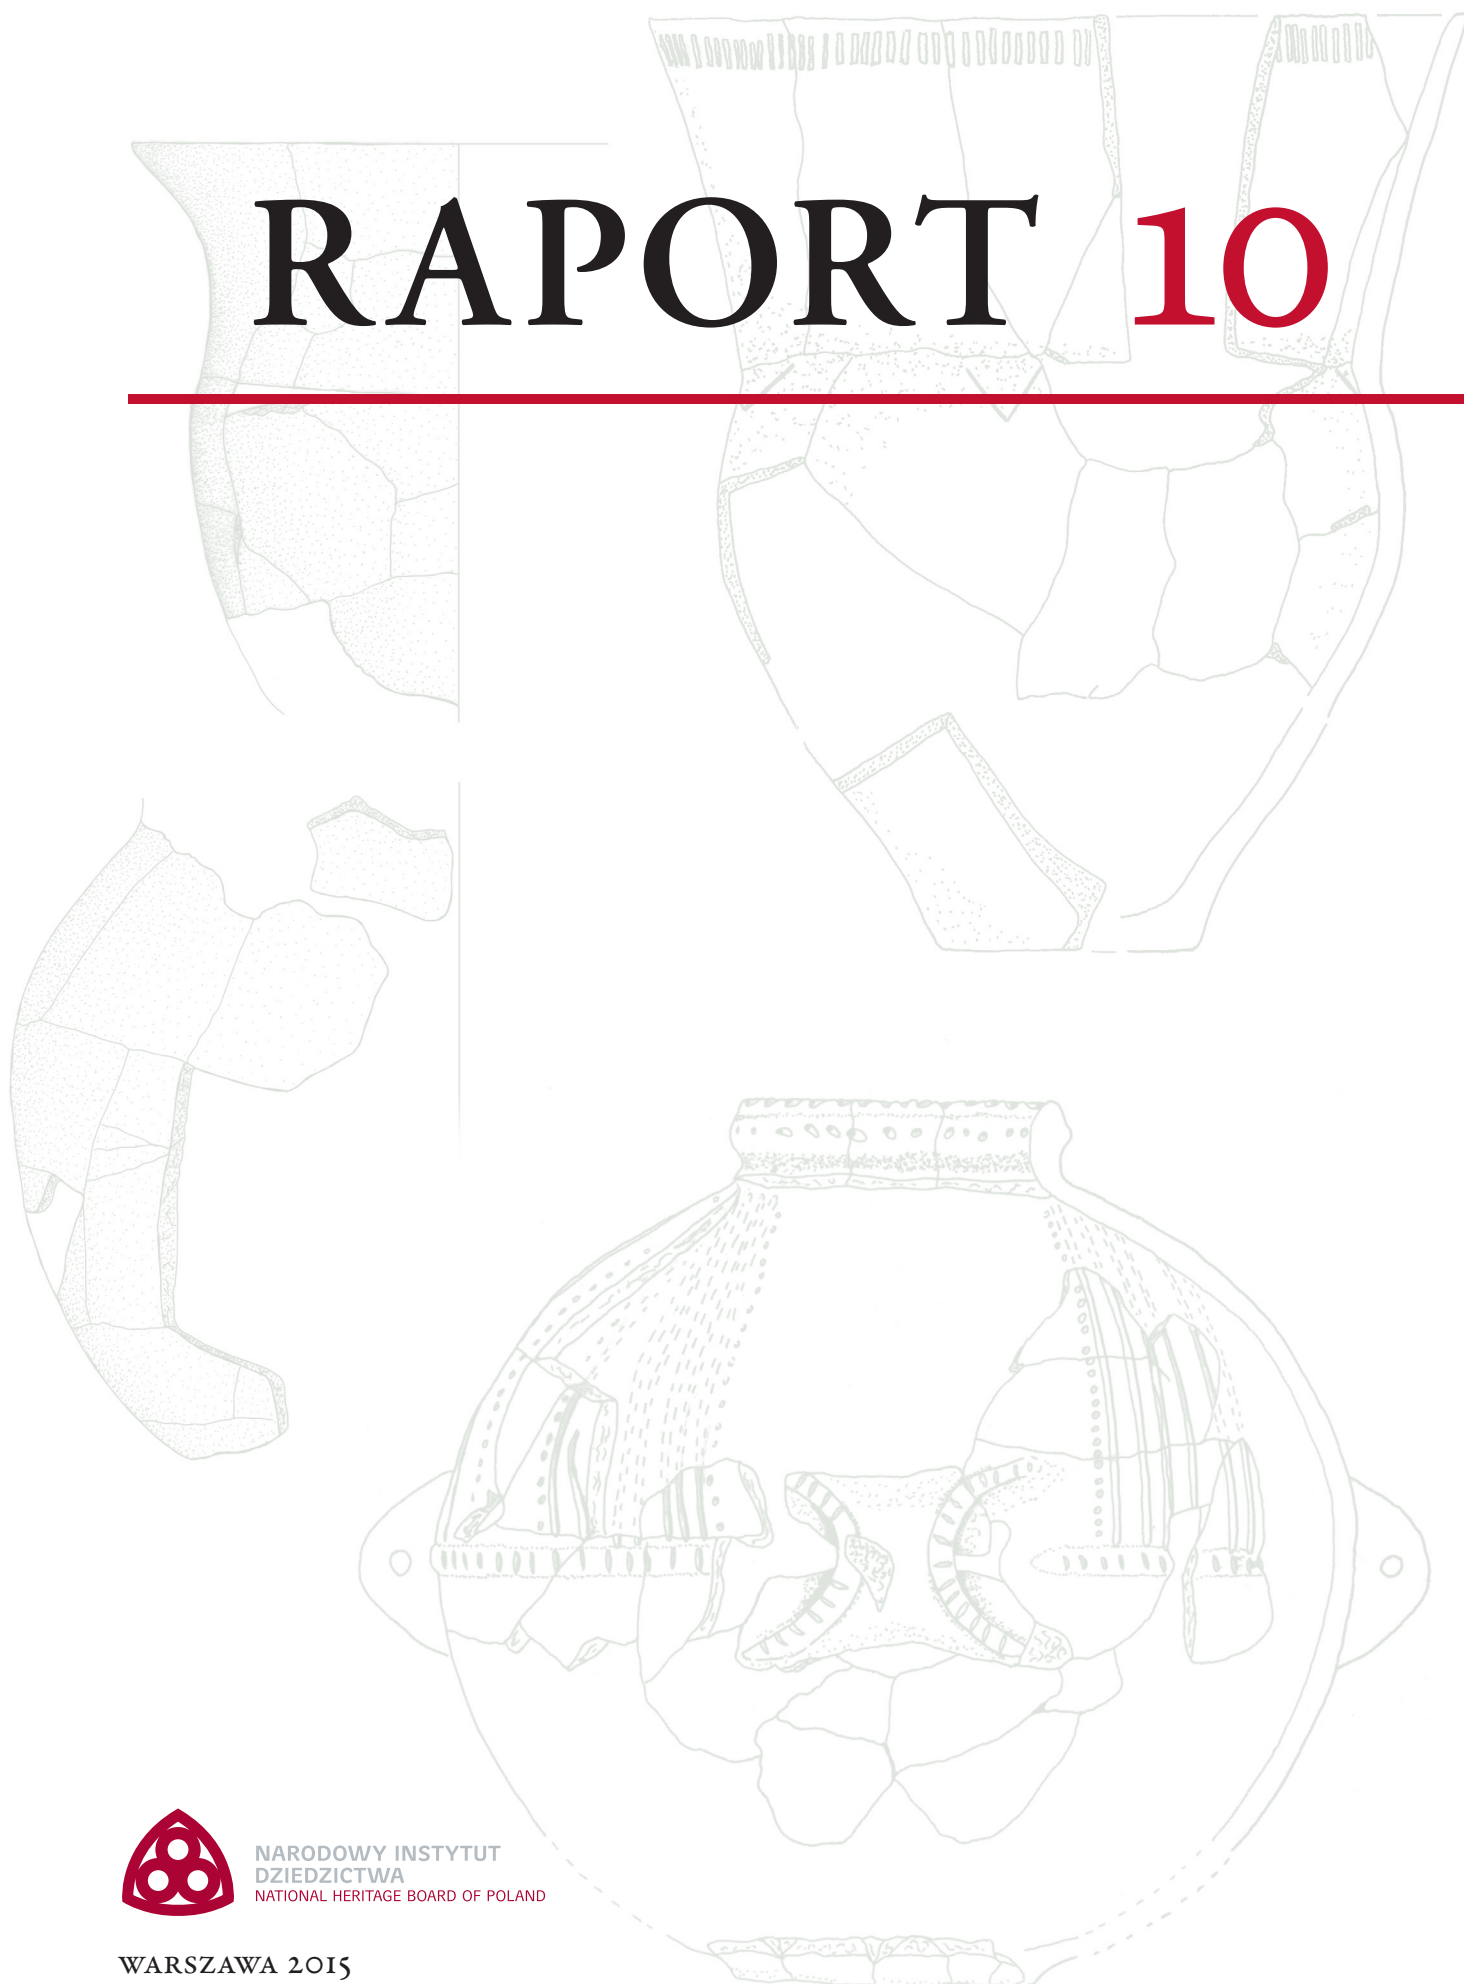 RAPORT 10
NARODOWY INSTYTUT
DZIEDZICTWA
NATIONAL HERITAGE BOARD OF POLAND
WARSZAWA 2015